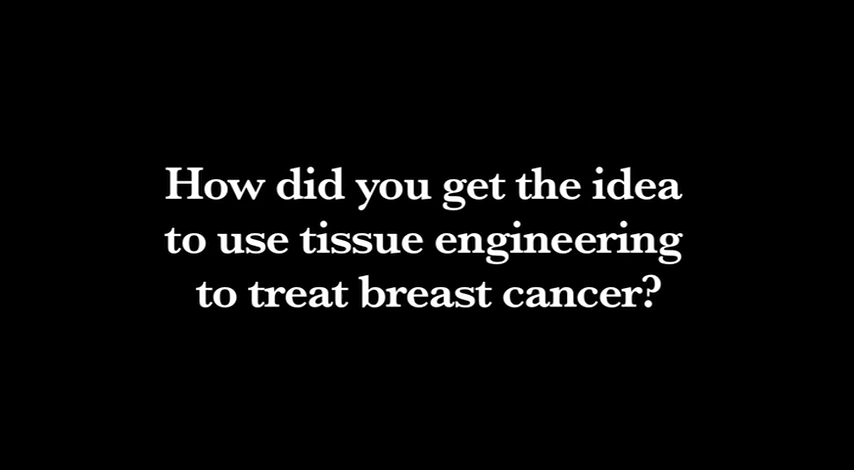 How did you get the idea
to use tissue engineering
to treat breast cancer?